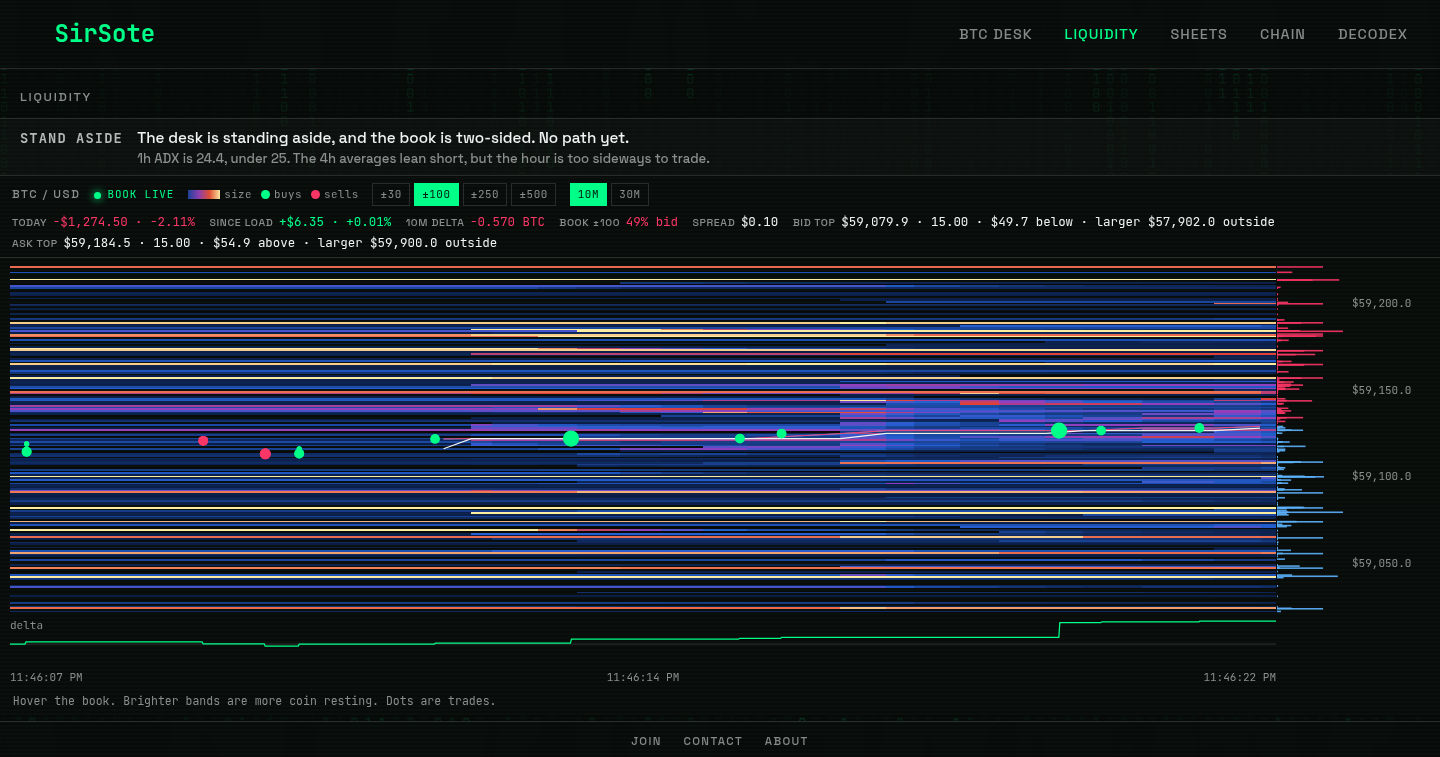 SirSote
BTC DESK LIQUIDITY SHEETS CHAIN DECODEX
LIQUIDITY
STAND ASIDE The desk is standing aside, and the book is two-sided. No path yet.
1h ADX is 24.4, under 25. The 4h averages lean short, but the hour is too sideways to trade.
BTC / USD BOOK LIVE size buys sells ±30 ±100 ±250 ±500 10M 30M
TODAY -$1,274.50 · -2.11% SINCE LOAD +$6.35 · +0.01% 10M DELTA -0.570 BTC BOOK ±100 49% bid SPREAD $0.10 BID TOP $59,079.9 · 15.00 · $49.7 below · larger $57,902.0 outside
ASK TOP $59,184.5 · 15.00 · $54.9 above · larger $59,900.0 outside
$59,200.0
$59,150.0
$59,100.0
$59,050.0
delta
11:46:07 PM 11:46:14 PM 11:46:22 PM
Hover the book. Brighter bands are more coin resting. Dots are trades.
JOIN CONTACT ABOUT